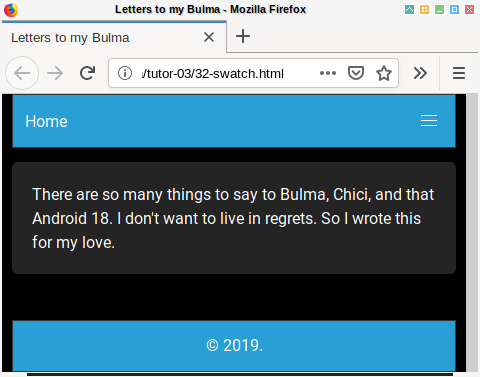 Letters to my Bulma - Mozilla Firefox
Letters to my Bulma
/tutor-03/32-swatch.html
Home
There are so many things to say to Bulma, Chici, and that
Android 18. I don't want to live in regrets. So I wrote this
for my love.
© 2019.